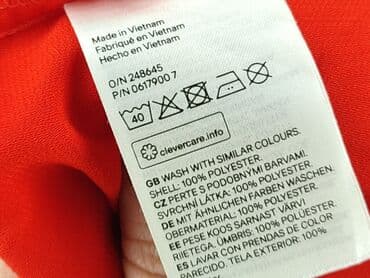 Made in Vietnam
Fabriqué en Vietnam
Hecho en Vietnam
O/N 248645
P/N 0617900 7
40
clevercare.info
GB WASH WITH SIMILAR COLOURS.
SHELL: 100% POLYESTER.
CZ PERTE S PODOBNÝMI BARVAMI.
SVRCHNÍ LÁTKA: 100% POLYESTER.
DE MIT ÄHNLICHEN FARBEN WASCHEN.
OBERMATERIAL: 100% POLYESTER.
EE PESE KOOS SARNAST VÄRVI
RIIETEGA. ÜMBRIS: 100% POLÜESTER.
ES LAVAR CON PRENDAS DE COLOR
PARECIDO. TELA EXTERIOR: 100%